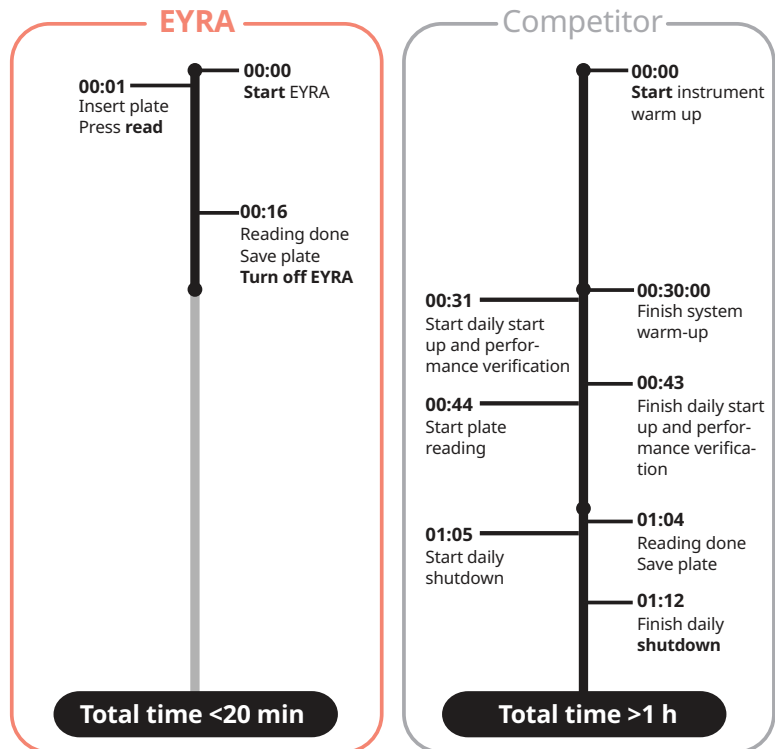 EYRA
00:00
Start EYRA
00:01
Insert plate
Press read
00:16
Reading done
Save plate
Turn off EYRA
Total time <20 min
Competitor
00:00
Start instrument
warm up
00:30:00
Finish system
warm-up
00:31
Start daily start
up and perfor-
mance verification
00:43
Finish daily start
up and perfor-
mance verifica-
tion
00:44
Start plate
reading
01:04
Reading done
Save plate
01:05
Start daily
shutdown
01:12
Finish daily
shutdown
Total time >1 h